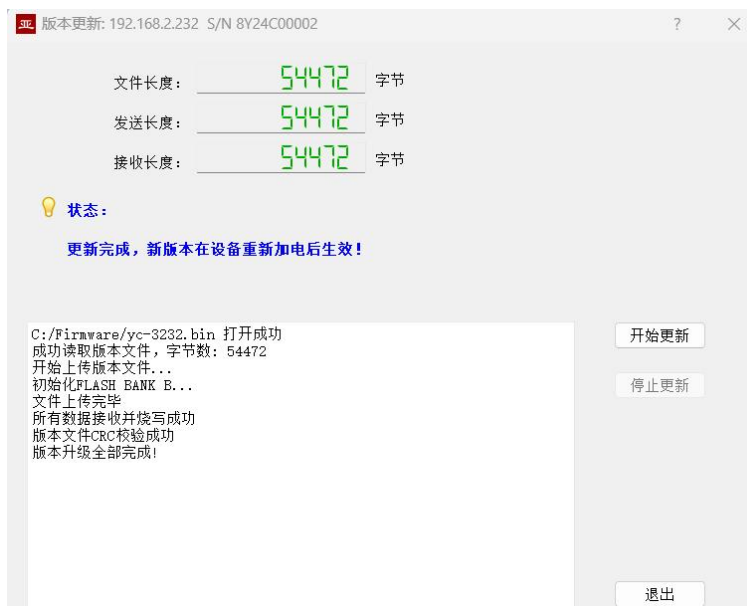 亚 版本更新: 192.168.2.232 S/N 8Y24C00002 ? ×
文件长度： 54472 字节
发送长度： 54472 字节
接收长度： 54472 字节
状态：
更新完成，新版本在设备重新加电后生效！
C:/Firmware/yc-3232.bin 打开成功
成功读取版本文件，字节数: 54472
开始上传版本文件...
初始化FLASH BANK B...
文件上传完毕
所有数据接收并烧写成功
版本文件CRC校验成功
版本升级全部完成!
开始更新
停止更新
退出